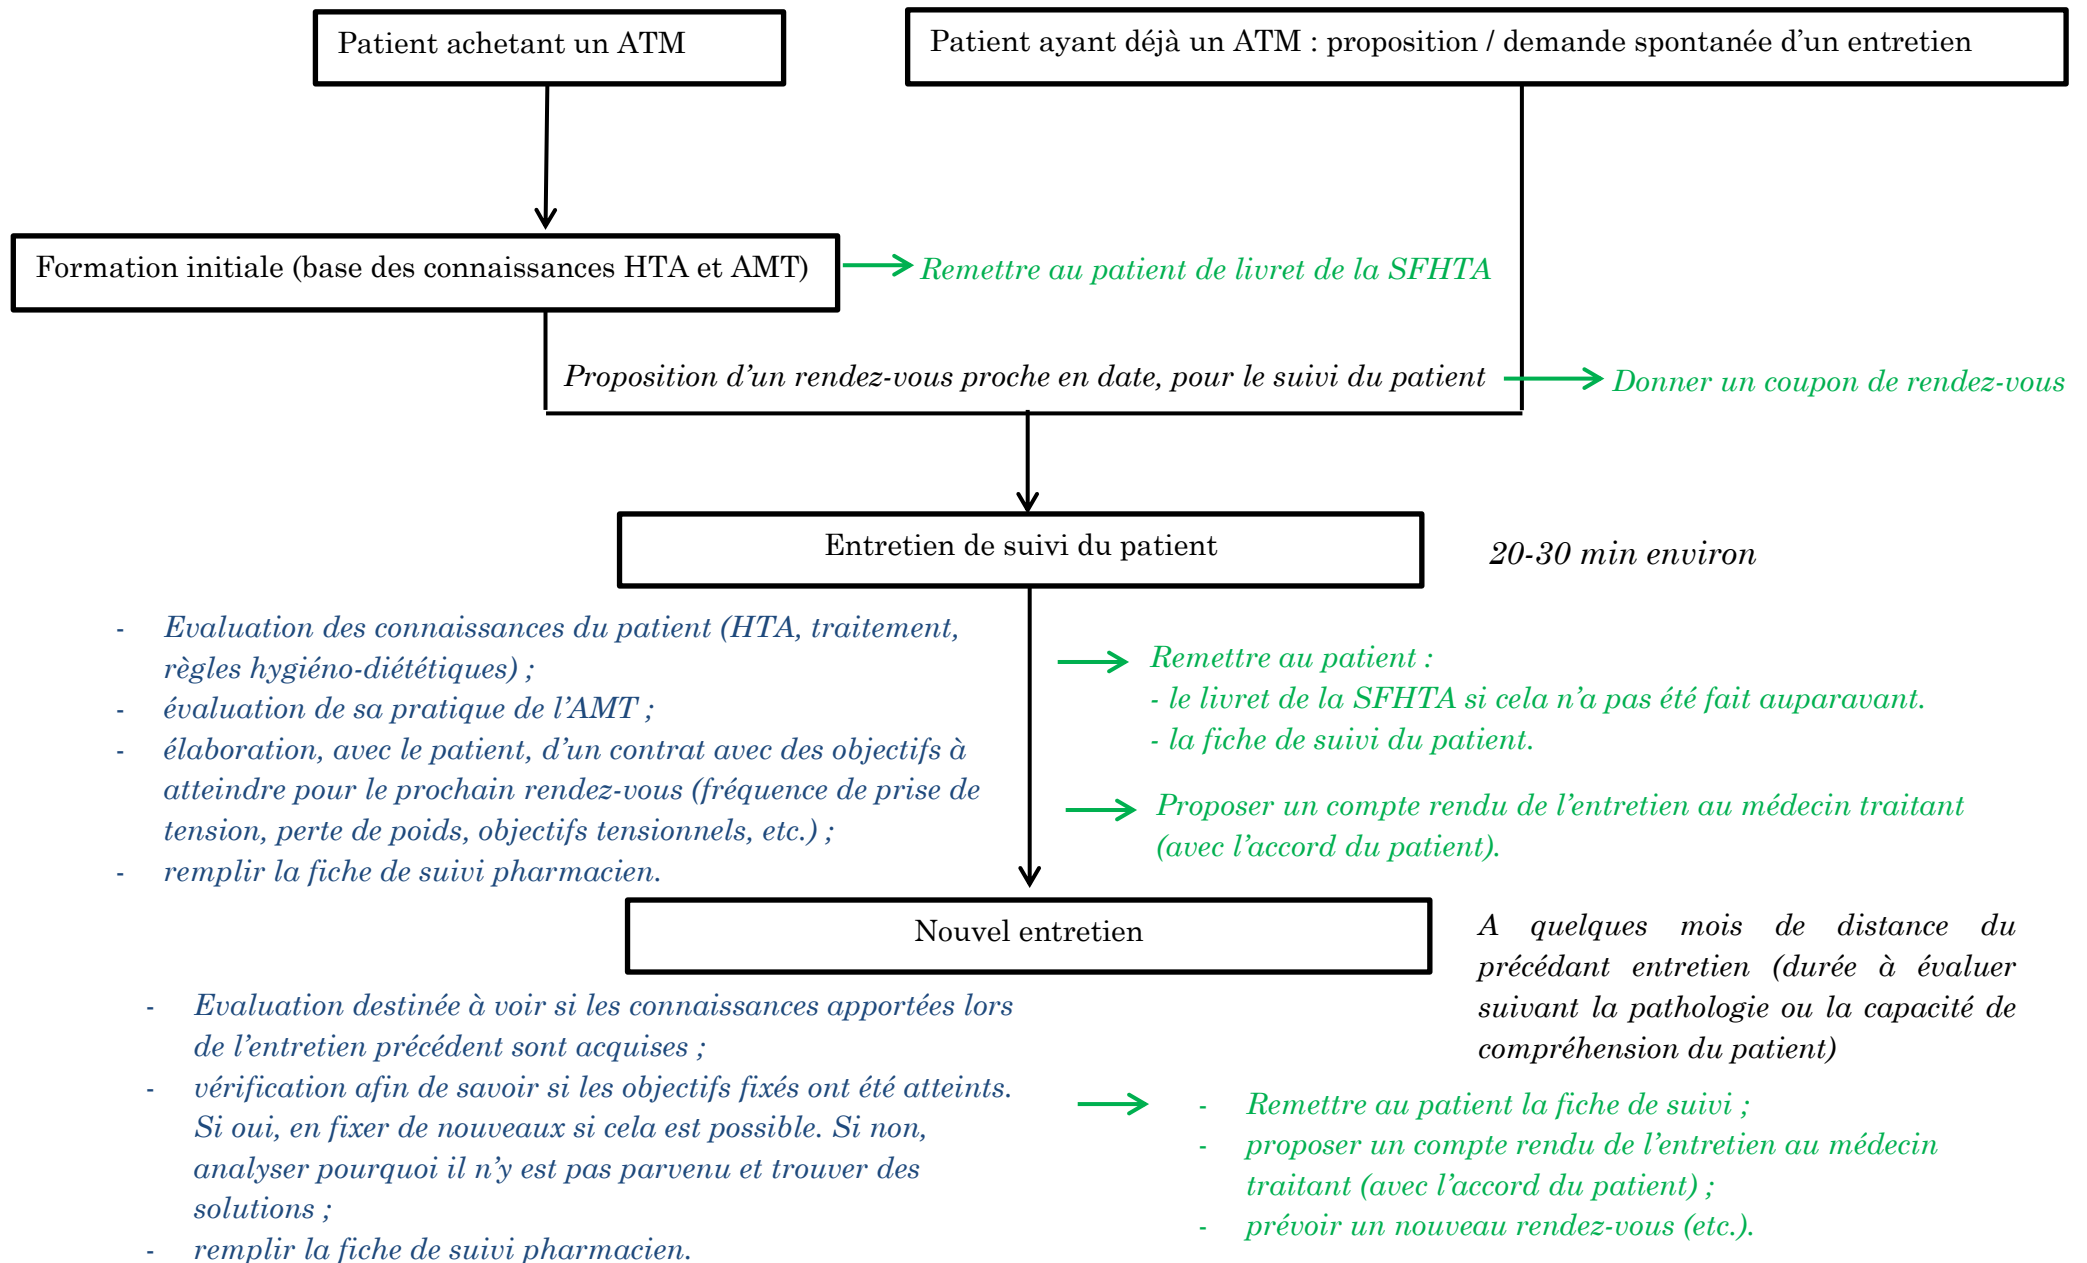 Patient achetant un ATM
Patient ayant déjà un ATM : proposition / demande spontanée d’un entretien
Formation initiale (base des connaissances HTA et AMT)
Remettre au patient de livret de la SFHTA
Proposition d’un rendez-vous proche en date, pour le suivi du patient
Donner un coupon de rendez-vous
Entretien de suivi du patient
20-30 min environ
- Evaluation des connaissances du patient (HTA, traitement,
règles hygiéno-diététiques) ;
- évaluation de sa pratique de l’AMT ;
- élaboration, avec le patient, d’un contrat avec des objectifs à
atteindre pour le prochain rendez-vous (fréquence de prise de
tension, perte de poids, objectifs tensionnels, etc.) ;
- remplir la fiche de suivi pharmacien.
Remettre au patient :
- le livret de la SFHTA si cela n’a pas été fait auparavant.
- la fiche de suivi du patient.
Proposer un compte rendu de l’entretien au médecin traitant
(avec l’accord du patient).
Nouvel entretien
A quelques mois de distance du
précédant entretien (durée à évaluer
suivant la pathologie ou la capacité de
compréhension du patient)
- Evaluation destinée à voir si les connaissances apportées lors
de l’entretien précédent sont acquises ;
- vérification afin de savoir si les objectifs fixés ont été atteints.
Si oui, en fixer de nouveaux si cela est possible. Si non,
analyser pourquoi il n’y est pas parvenu et trouver des
solutions ;
- remplir la fiche de suivi pharmacien.
- Remettre au patient la fiche de suivi ;
- proposer un compte rendu de l’entretien au médecin
traitant (avec l’accord du patient) ;
- prévoir un nouveau rendez-vous (etc.).